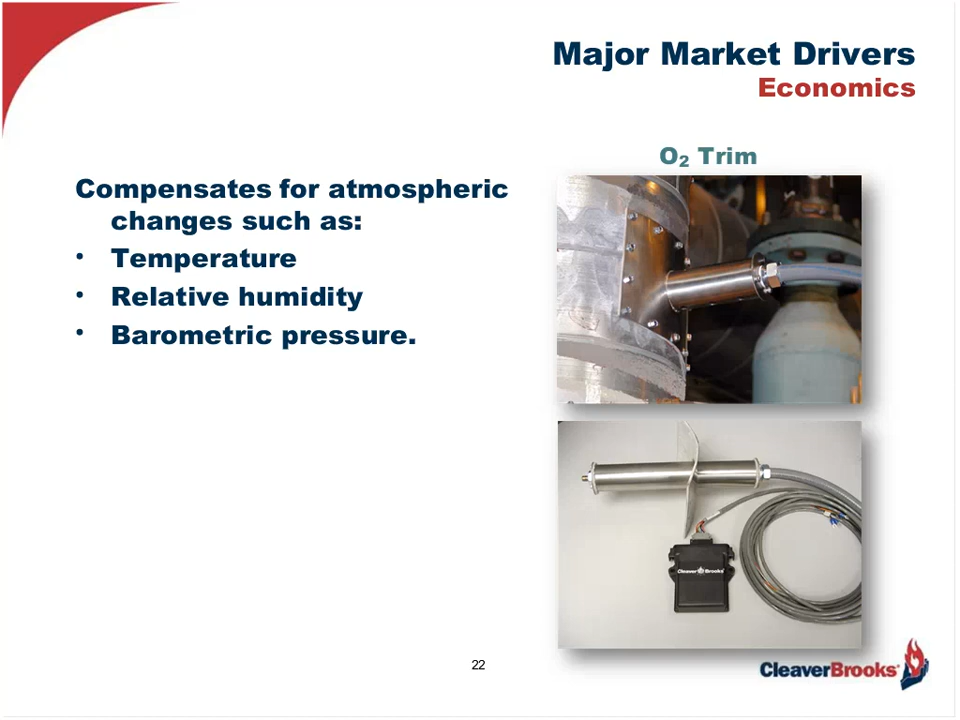 Major Market Drivers
Economics
O₂ Trim
Compensates for atmospheric
changes such as:
• Temperature
• Relative humidity
• Barometric pressure.
CleaverBrooks
22
CleaverBrooks